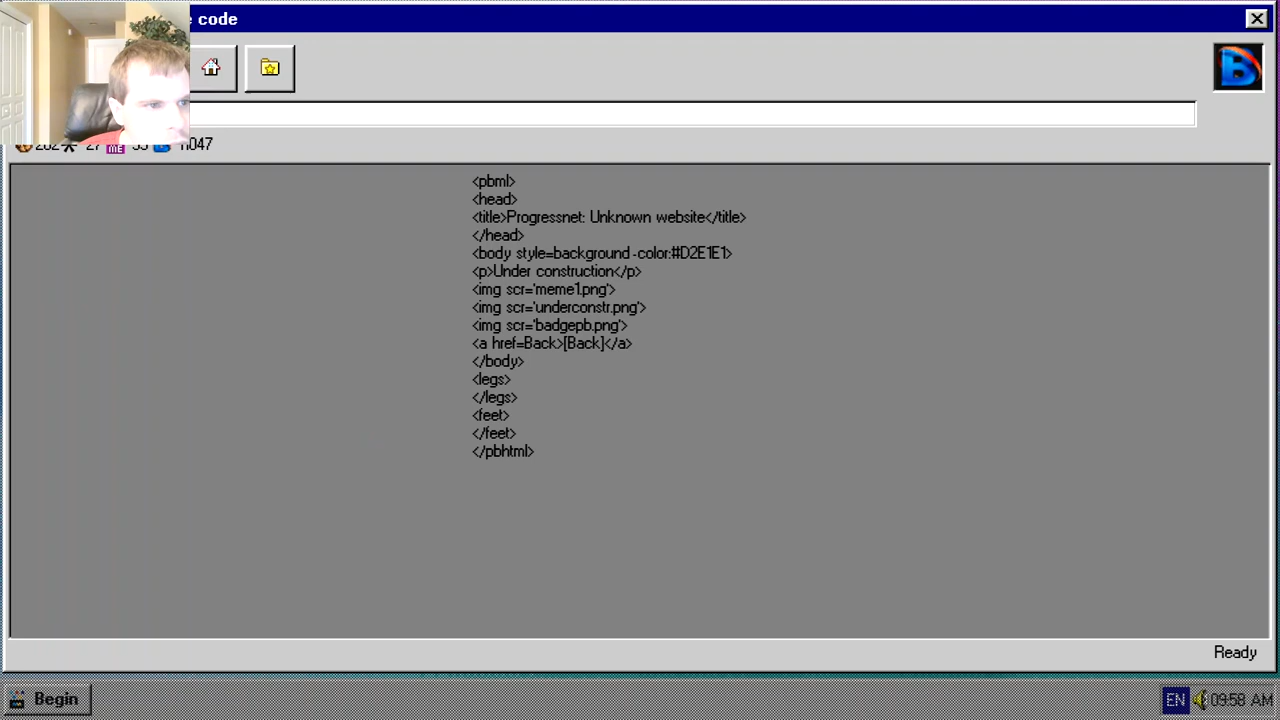 code
<pbml>
<head>
<title>Progressnet: Unknown website</title>
</head>
<body style=background-color:#D2E1E1>
<p>Under construction</p>
<img scr='meme1.png'>
<img scr='underconstr.png'>
<img scr='badgepb.png'>
<a href=Back>[Back]</a>
</body>
<legs>
</legs>
<feet>
</feet>
</pbhtml>
Ready
Begin
EN 09:58 AM